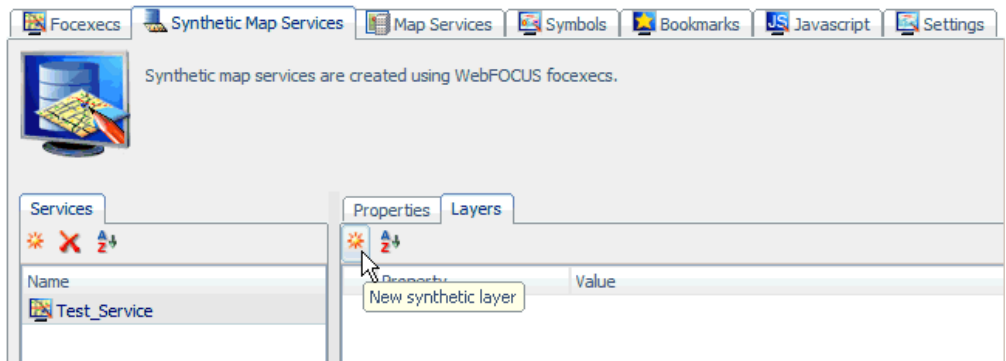 Focexecs Synthetic Map Services Map Services Symbols Bookmarks JS Javascript Settings
Synthetic map services are created using WebFOCUS focexecs.
Services Properties Layers
A Z A Z
Name Property Value
New synthetic layer
Test_Service